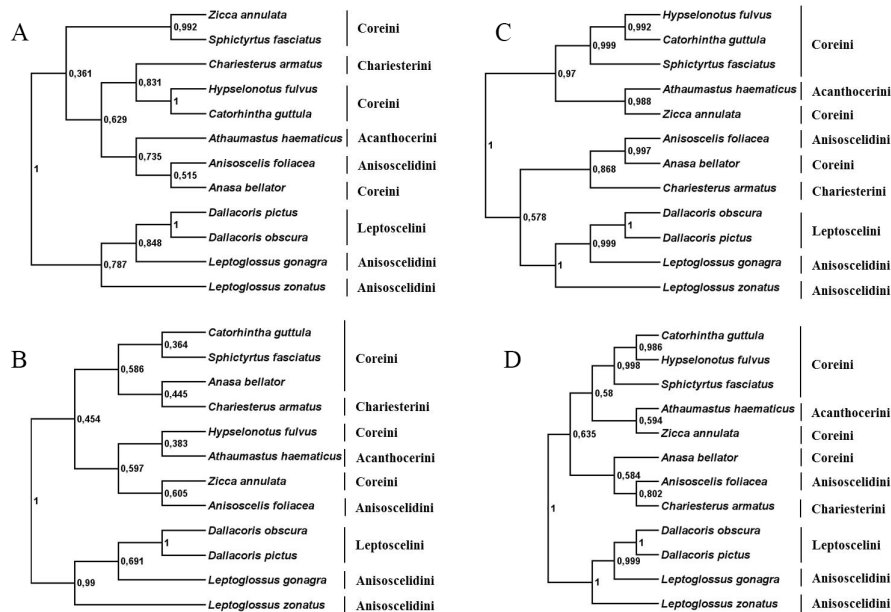 A
Zicca annulata
0,992
Sphictyrtus fasciatus
Coreini
0,361
Chariesterus armatus
Chariesterini
0,831
Hypselonotus fulvus
1
Catorhintha guttula
Coreini
0,629
Athaumastus haematicus
Acanthocerini
0,735
Anisoscelis foliacea
Anisoscelidini
0,515
Anasa bellator
Coreini
1
Dallacoris pictus
1
Dallacoris obscura
Leptoscelini
0,848
Leptoglossus gonagra
Anisoscelidini
0,787
Leptoglossus zonatus
Anisoscelidini
B
Catorhintha guttula
0,364
Sphictyrtus fasciatus
Coreini
0,586
Anasa bellator
0,445
Chariesterus armatus
Chariesterini
0,454
Hypselonotus fulvus
Coreini
0,383
Athaumastus haematicus
Acanthocerini
0,597
Zicca annulata
Coreini
0,605
Anisoscelis foliacea
Anisoscelidini
1
Dallacoris obscura
1
Dallacoris pictus
Leptoscelini
0,691
Leptoglossus gonagra
Anisoscelidini
0,99
Leptoglossus zonatus
Anisoscelidini
C
Hypselonotus fulvus
0,992
Catorhintha guttula
0,999
Coreini
Sphictyrtus fasciatus
0,97
Athaumastus haematicus
Acanthocerini
0,988
Zicca annulata
Coreini
1
Anisoscelis foliacea
Anisoscelidini
0,997
Anasa bellator
Coreini
0,868
Chariesterus armatus
Chariesterini
0,578
Dallacoris obscura
1
Dallacoris pictus
Leptoscelini
0,999
Leptoglossus gonagra
Anisoscelidini
1
Leptoglossus zonatus
Anisoscelidini
D
Catorhintha guttula
0,986
Hypselonotus fulvus
0,998
Coreini
Sphictyrtus fasciatus
0,58
Athaumastus haematicus
Acanthocerini
0,594
Zicca annulata
Coreini
0,635
Anasa bellator
Coreini
0,584
Anisoscelis foliacea
Anisoscelidini
0,802
Chariesterus armatus
Chariesterini
1
Dallacoris obscura
1
Dallacoris pictus
Leptoscelini
0,999
Leptoglossus gonagra
Anisoscelidini
1
Leptoglossus zonatus
Anisoscelidini